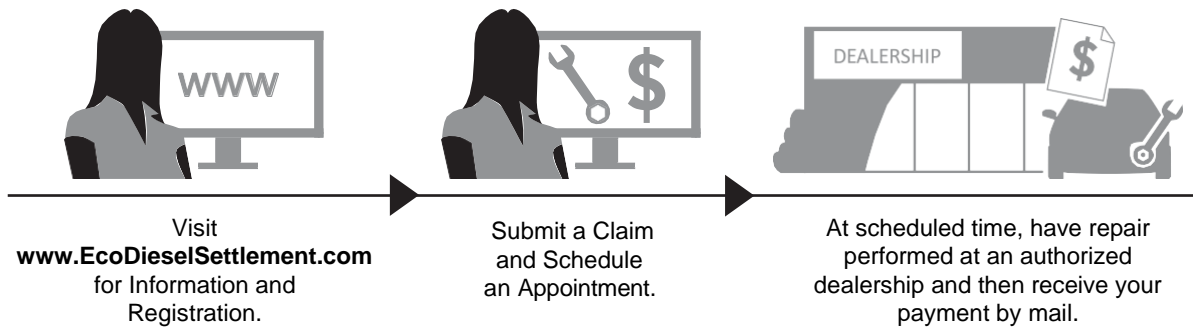 WWW
DEALERSHIP
$
$
Visit
www.EcoDieselSettlement.com
for Information and
Registration.
Submit a Claim
and Schedule
an Appointment.
At scheduled time, have repair
performed at an authorized
dealership and then receive your
payment by mail.